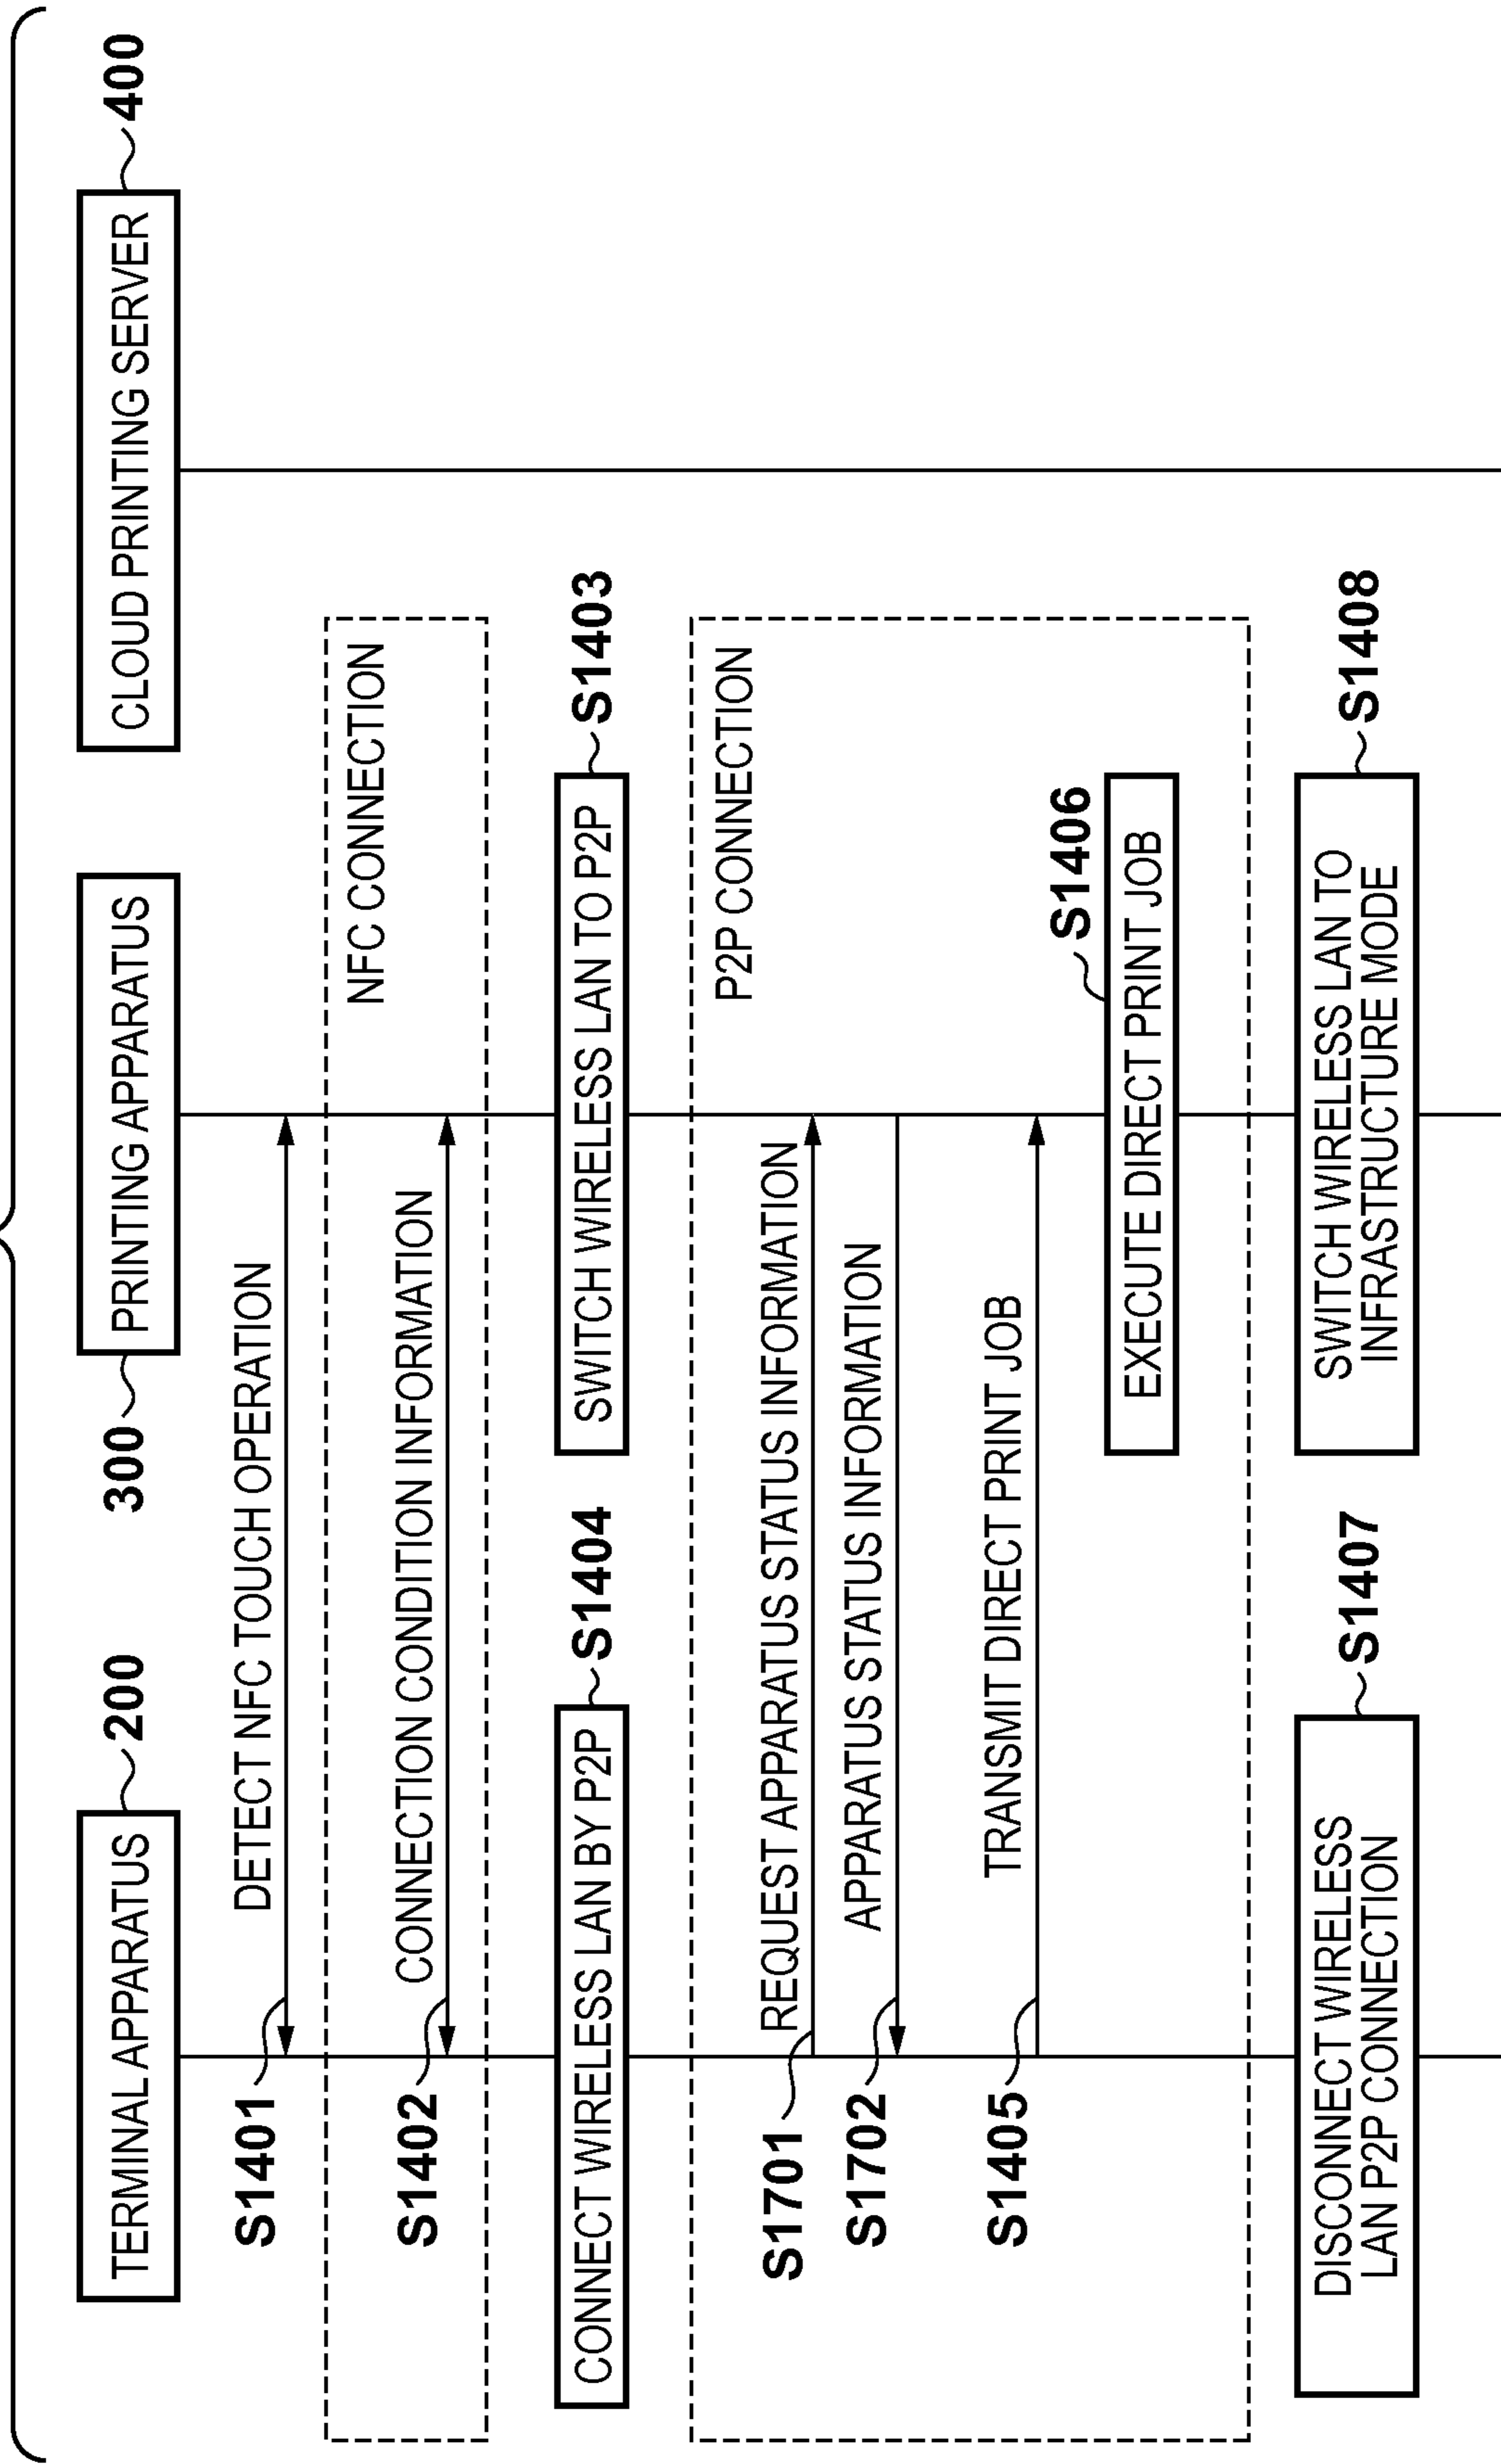 TERMINAL APPARATUS
200
300
PRINTING APPARATUS
CLOUD PRINTING SERVER
400
S1401
DETECT NFC TOUCH OPERATION
NFC CONNECTION
S1402
CONNECTION CONDITION INFORMATION
CONNECT WIRELESS LAN BY P2P
S1404
SWITCH WIRELESS LAN TO P2P
S1403
P2P CONNECTION
S1701
REQUEST APPARATUS STATUS INFORMATION
S1702
APPARATUS STATUS INFORMATION
S1405
TRANSMIT DIRECT PRINT JOB
S1406
EXECUTE DIRECT PRINT JOB
DISCONNECT WIRELESS
LAN P2P CONNECTION
S1407
SWITCH WIRELESS LAN TO
INFRASTRUCTURE MODE
S1408